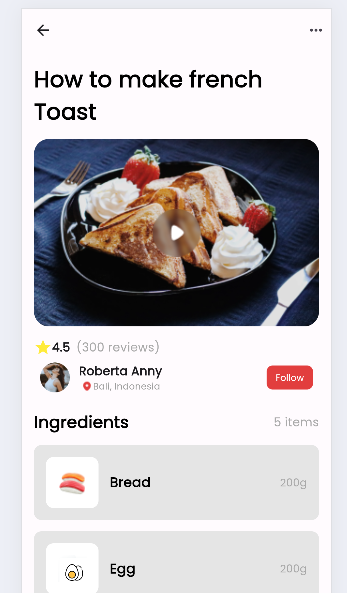 How to make french
Toast
4.5 (300 reviews)
Roberta Anny
Bali, Indonesia
Follow
Ingredients
5 items
Bread
200g
Egg
200g